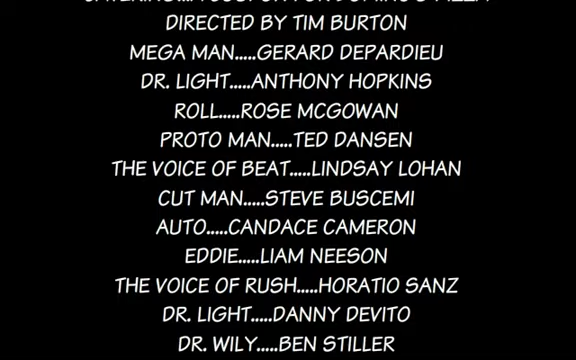 DIRECTED BY TIM BURTON
MEGA MAN.....GERARD DEPARDIEU
DR. LIGHT.....ANTHONY HOPKINS
ROLL.....ROSE MCGOWAN
PROTO MAN.....TED DANSEN
THE VOICE OF BEAT.....LINDSAY LOHAN
CUT MAN.....STEVE BUSCEMI
AUTO.....CANDACE CAMERON
EDDIE.....LIAM NEESON
THE VOICE OF RUSH.....HORATIO SANZ
DR. LIGHT.....DANNY DEVITO
DR. WILY.....BEN STILLER